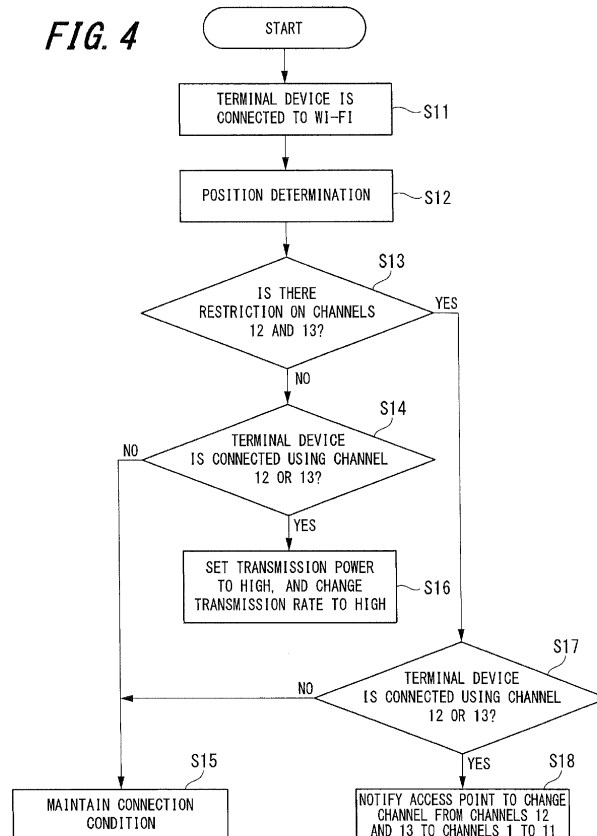 FIG. 4
START
TERMINAL DEVICE IS
CONNECTED TO WI-FI
S11
POSITION DETERMINATION
S12
S13
IS THERE
RESTRICTION ON CHANNELS
12 AND 13?
YES
NO
S14
TERMINAL DEVICE
IS CONNECTED USING CHANNEL
12 OR 13?
NO
YES
SET TRANSMISSION POWER
TO HIGH, AND CHANGE
TRANSMISSION RATE TO HIGH
S16
S17
TERMINAL DEVICE
IS CONNECTED USING CHANNEL
12 OR 13?
NO
YES
S15
MAINTAIN CONNECTION
CONDITION
S18
NOTIFY ACCESS POINT TO CHANGE
CHANNEL FROM CHANNELS 12
AND 13 TO CHANNELS 1 TO 11